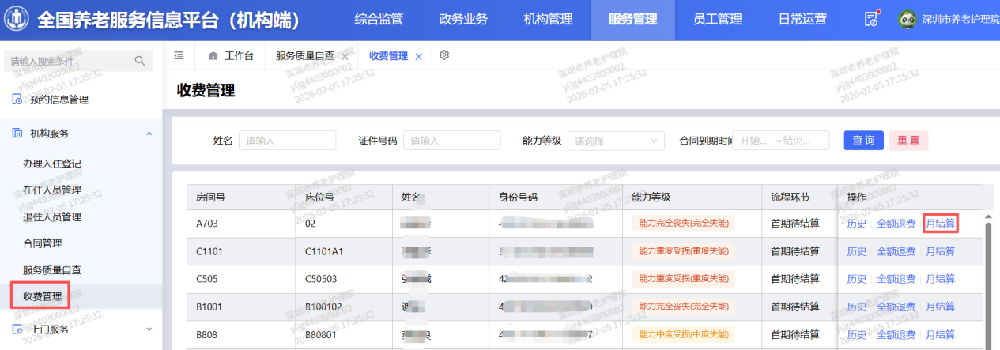 全国养老服务信息平台（机构端） 综合监管 政务业务 机构管理 服务管理 员工管理 日常运营 深圳市养老护理院
请输入搜索条件 工作台 服务质量自查 收费管理
预约信息管理
机构服务
办理入住登记
在住人员管理
退住人员管理
合同管理
服务质量自查
收费管理
上门服务
收费管理
姓名 请输入 证件号码 请输入 能力等级 请选择 合同到期时间 开始... ~结束... 查询 重置
房间号 床位号 姓名 身份号码 能力等级 流程环节 操作
A703 02 能力完全丧失(完全失能) 首期待结算 历史 全额退费 月结算
C1101 C1101A1 能力重度受损(重度失能) 首期待结算 历史 全额退费 月结算
C505 C50503 能力重度受损(重度失能) 首期待结算 历史 全额退费 月结算
B1001 B100102 能力完全丧失(完全失能) 首期待结算 历史 全额退费 月结算
B808 B80801 能力中度受损(中度失能) 首期待结算 历史 全额退费 月结算
深圳市养老护理院
yljg4403000002
2026-02-05 17:25:32